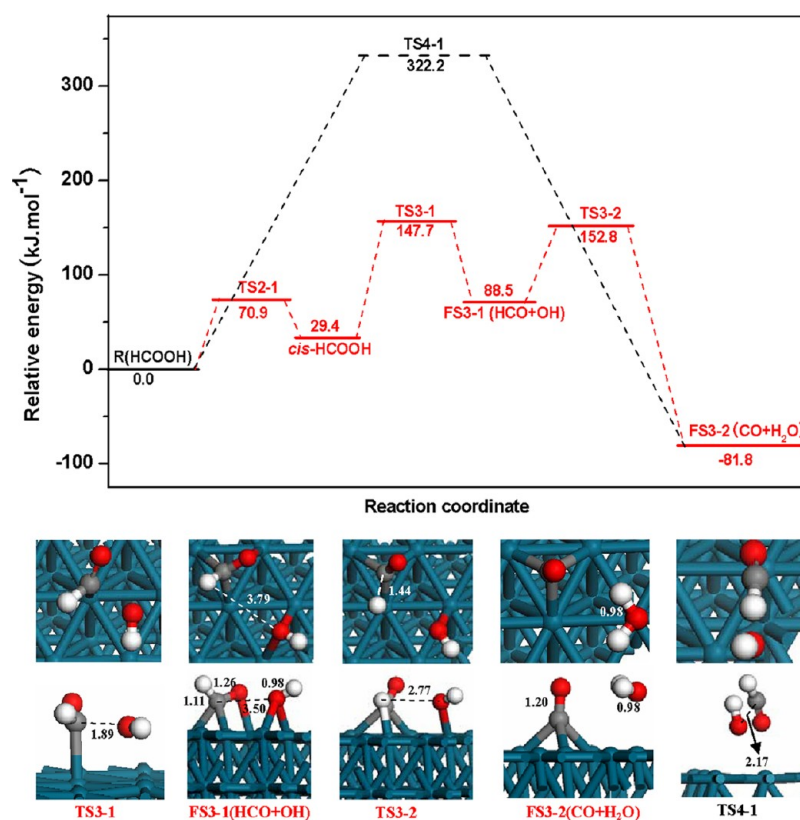 Relative energy (kJ.mol⁻¹)
300
200
100
0
-100
TS4-1
322.2
TS3-1
147.7
TS3-2
152.8
TS2-1
70.9
29.4
cis-HCOOH
88.5
FS3-1 (HCO+OH)
R(HCOOH)
0.0
FS3-2 (CO+H₂O)
-81.8
Reaction coordinate
3.79
1.44
0.98
1.89
1.26
0.98
1.11
3.50
2.77
1.20
0.98
2.17
TS3-1
FS3-1(HCO+OH)
TS3-2
FS3-2(CO+H₂O)
TS4-1